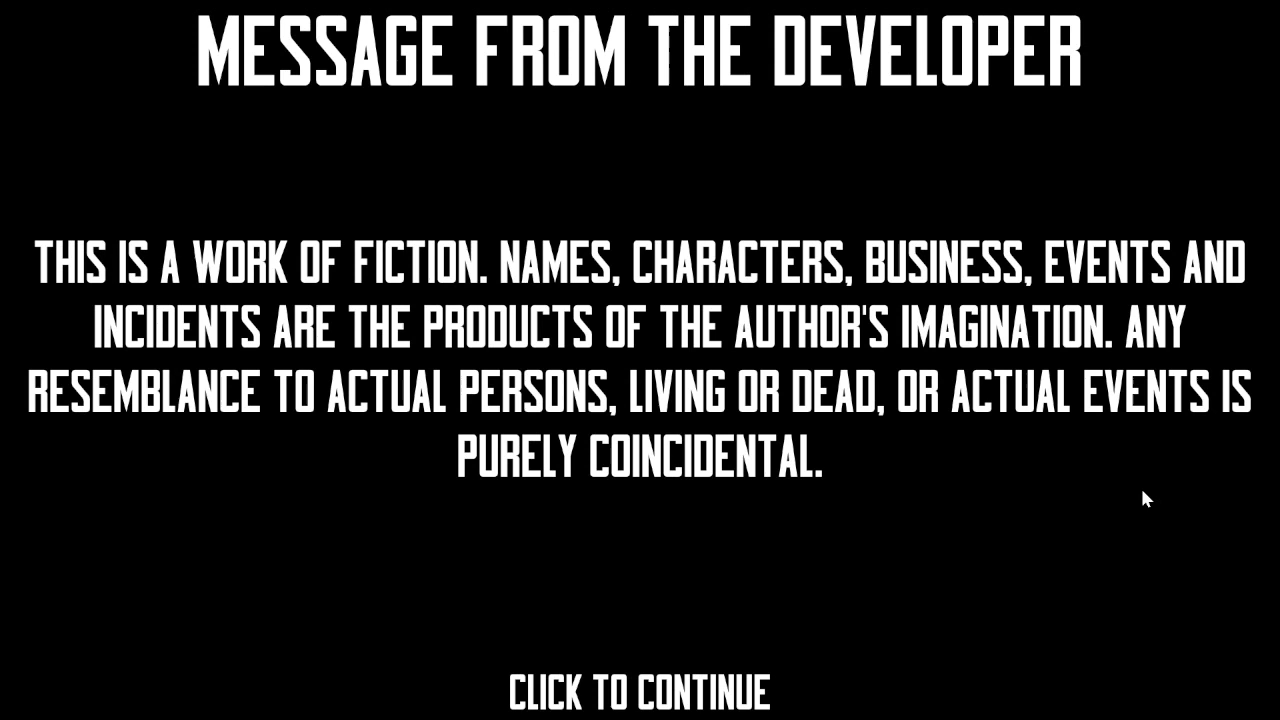 MESSAGE FROM THE DEVELOPER
THIS IS A WORK OF FICTION. NAMES, CHARACTERS, BUSINESS, EVENTS AND
INCIDENTS ARE THE PRODUCTS OF THE AUTHOR'S IMAGINATION. ANY
RESEMBLANCE TO ACTUAL PERSONS, LIVING OR DEAD, OR ACTUAL EVENTS IS
PURELY COINCIDENTAL.
CLICK TO CONTINUE